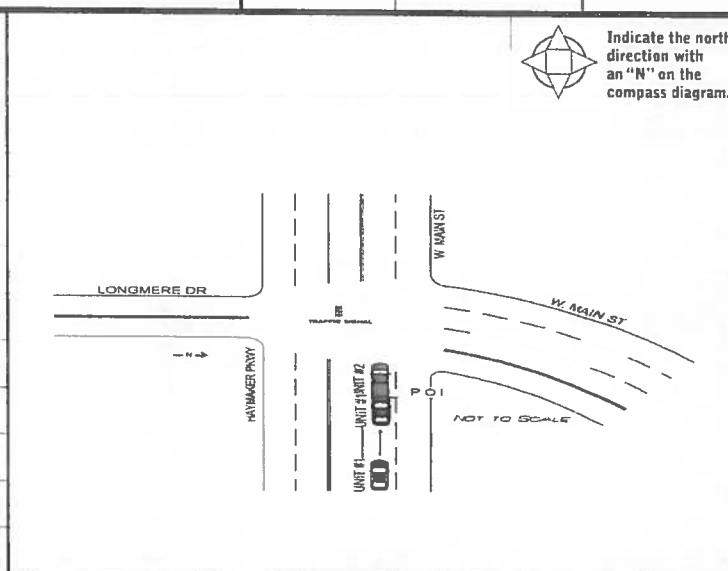 Indicate the north
direction with
an "N" on the
compass diagram.
W. MAIN ST
LONGMERE DR
W. MAIN ST
TRAFFIC SIGNAL
N
HAYMAKER PKWY
UNIT #1
UNIT #2
P O I
NOT TO SCALE
UNIT #1